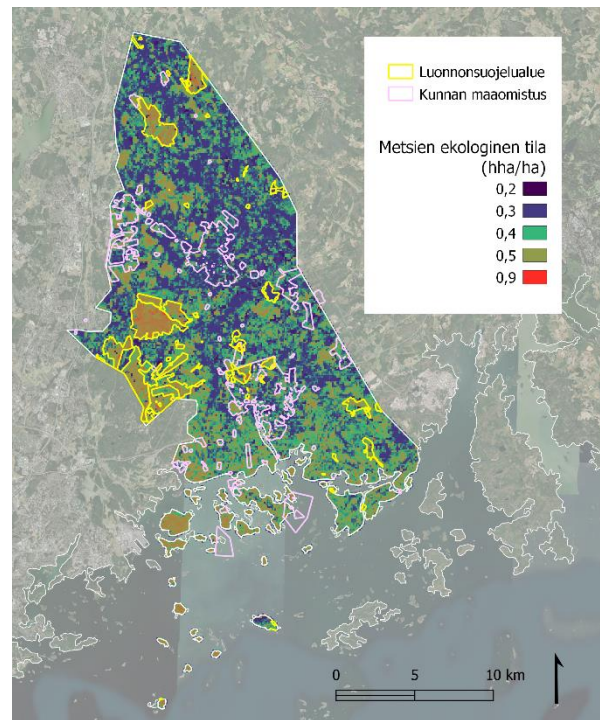 Luonnonsuojelualue
Kunnan maaomistus
Metsien ekologinen tila
(hha/ha)
0,2
0,3
0,4
0,5
0,9
0 5 10 km